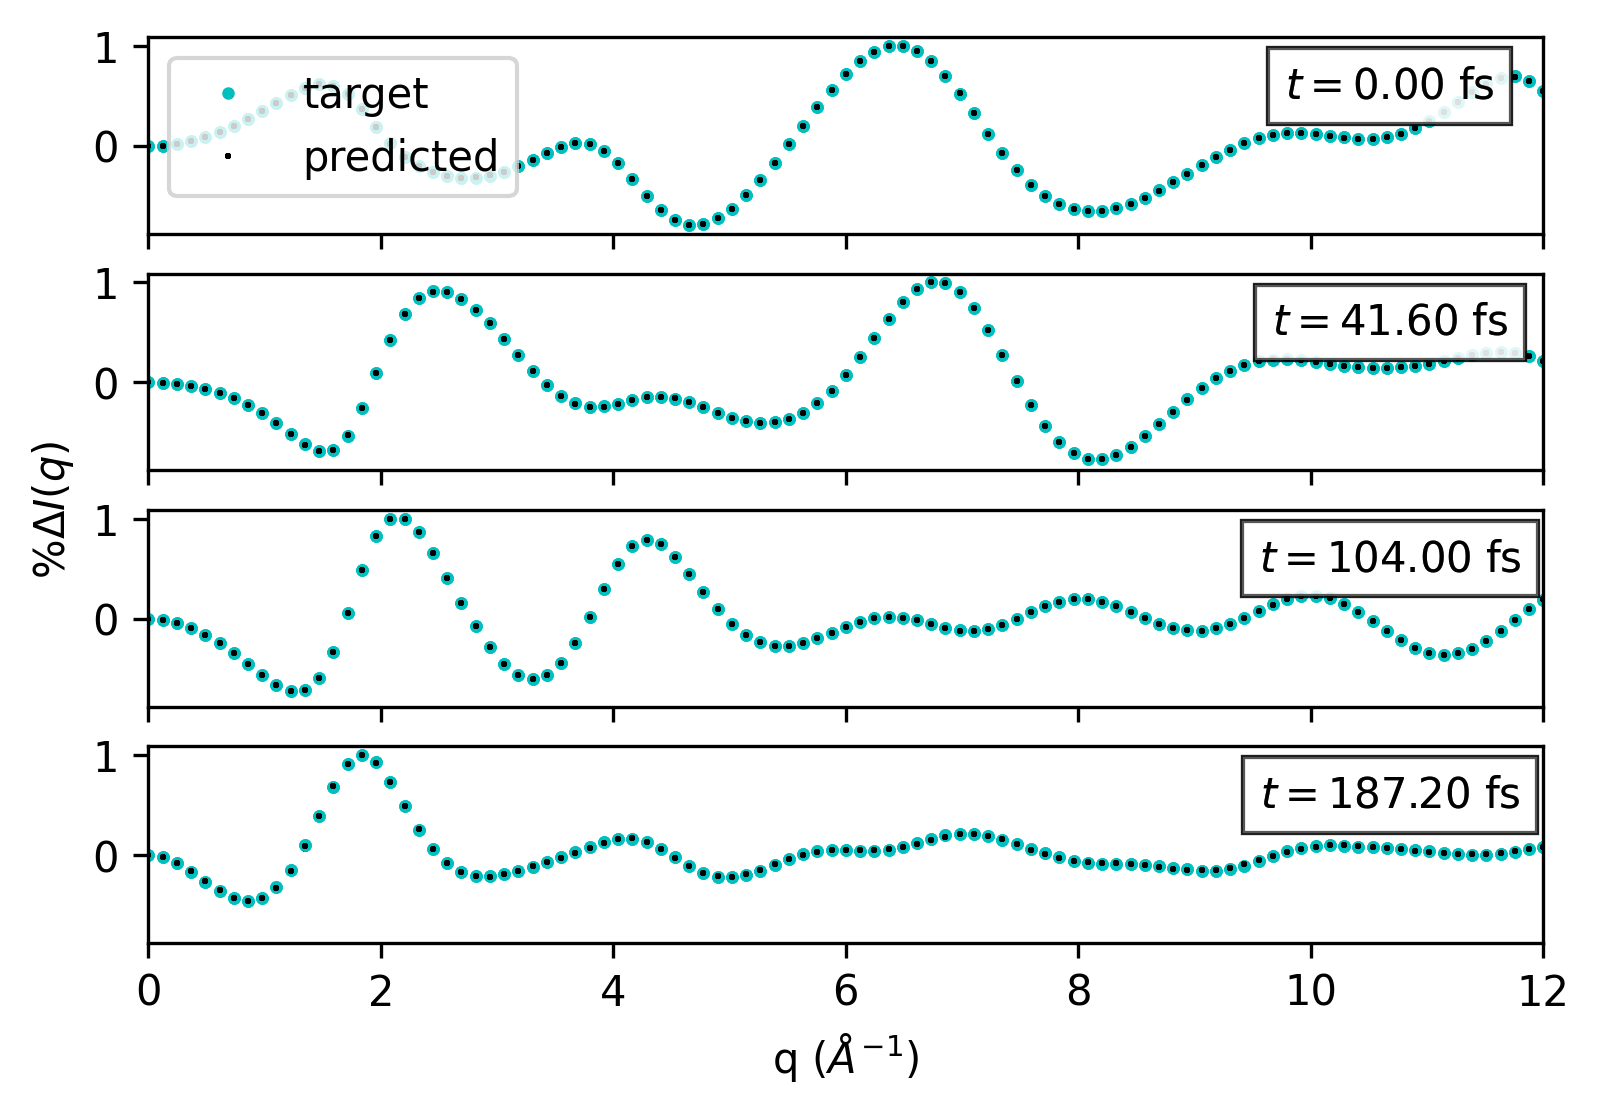 1
0
target
predicted
t = 0.00 fs
1
0
t = 41.60 fs
%ΔI(q)
1
0
t = 104.00 fs
1
0
t = 187.20 fs
0 2 4 6 8 10 12
q (Å⁻¹)